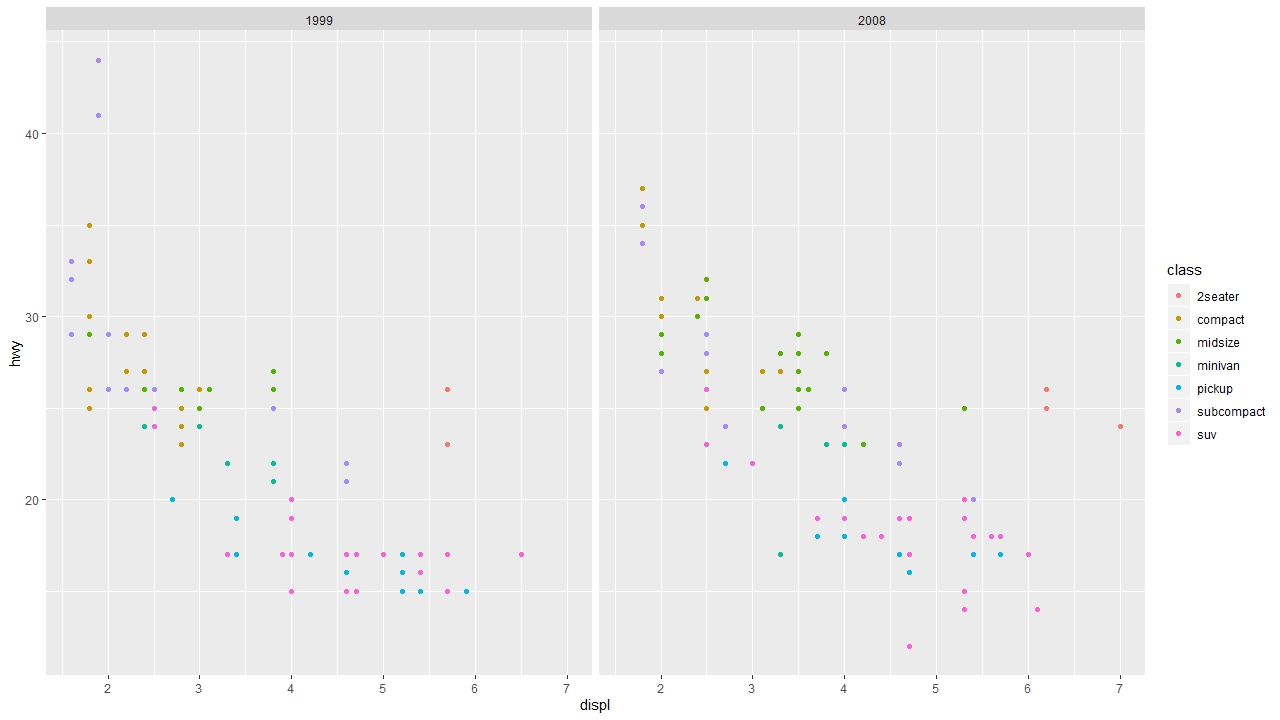 1999 2008
hwy
40
30
20
2 3 4 5 6 7 2 3 4 5 6 7
displ
class
2seater
compact
midsize
minivan
pickup
subcompact
suv